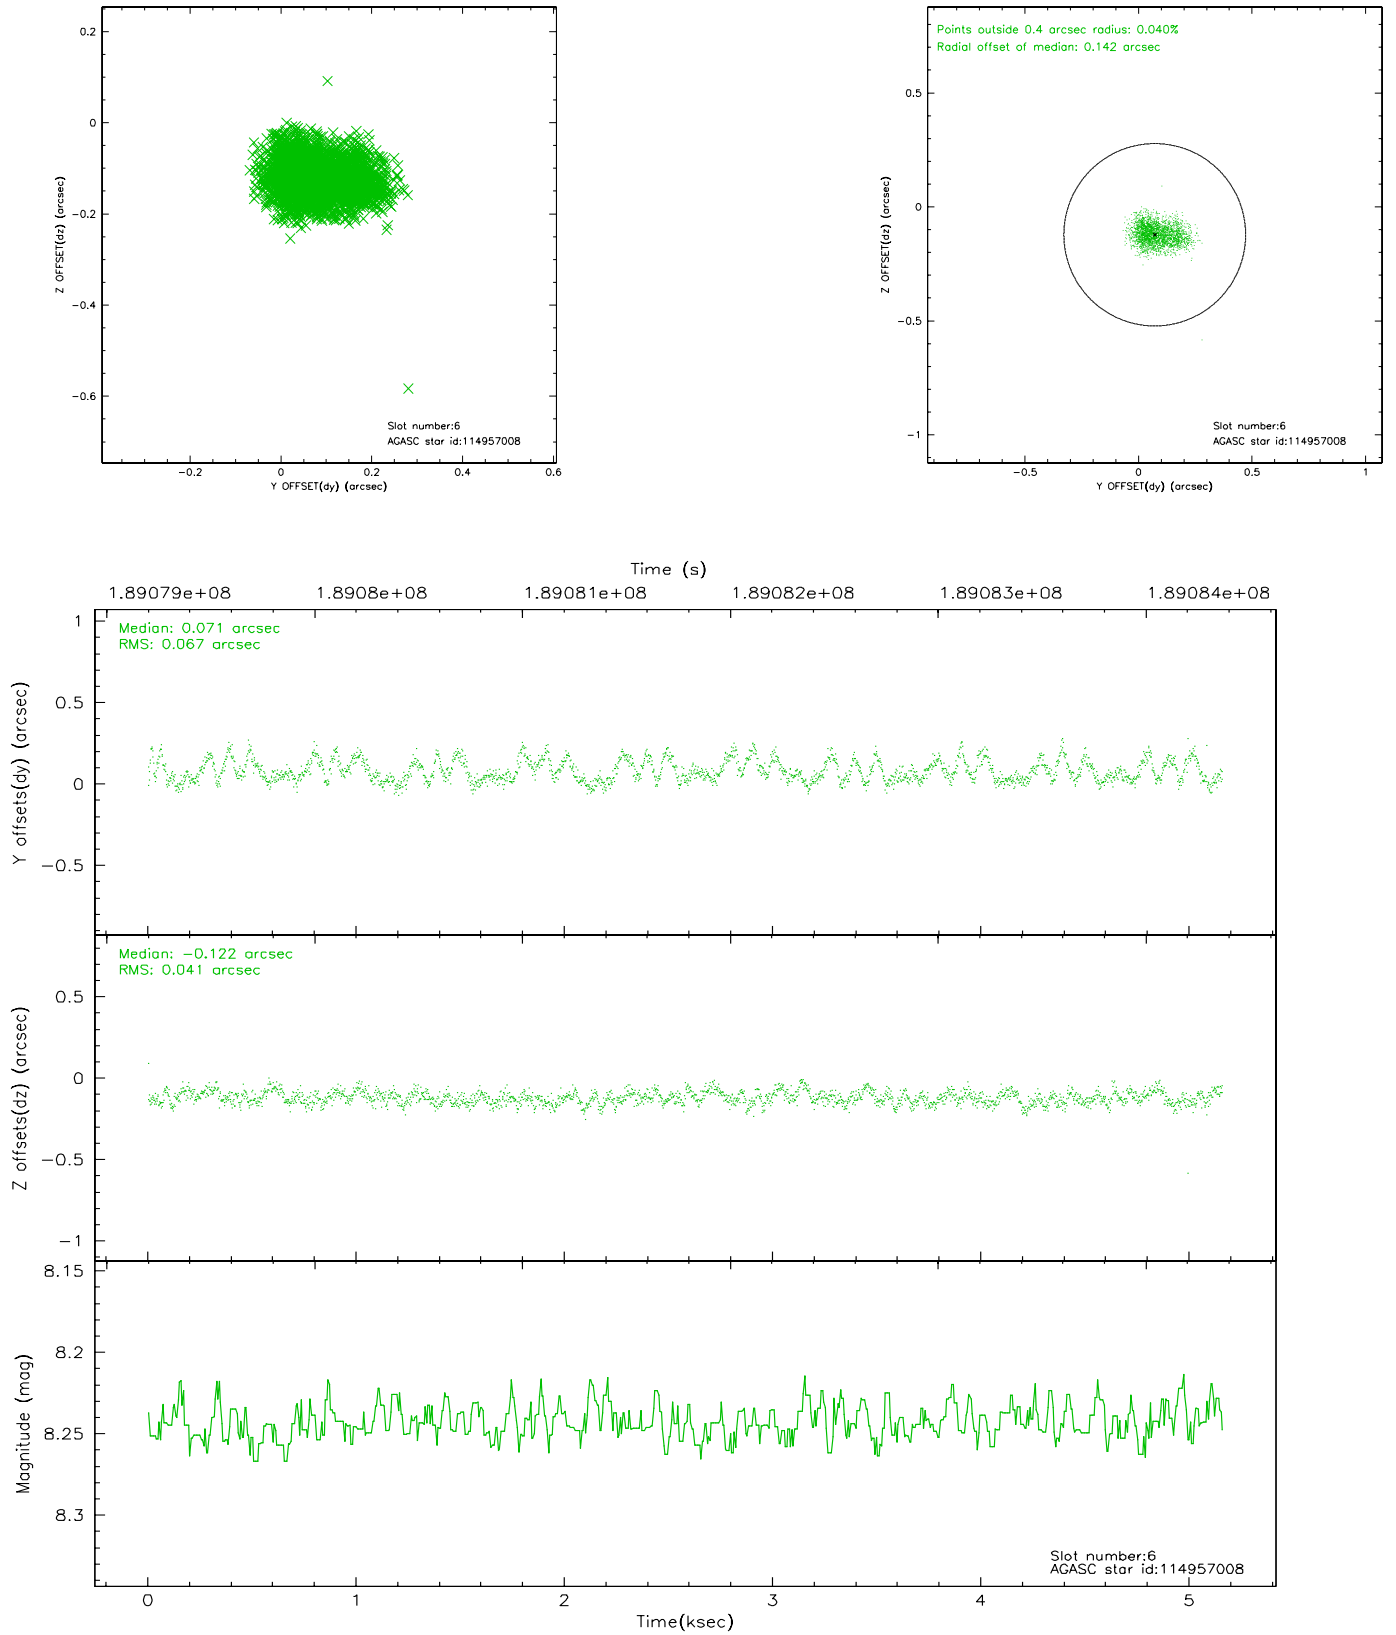 0.2
0
−0.2
−0.4
−0.6
Z OFFSET(dz) (arcsec)
Slot number:6
AGASC star id:114957008
−0.2 0 0.2 0.4 0.6
Y OFFSET(dy) (arcsec)
Points outside 0.4 arcsec radius: 0.040%
Radial offset of median: 0.142 arcsec
0.5
0
−0.5
−1
Z OFFSET(dz) (arcsec)
Slot number:6
AGASC star id:114957008
−0.5 0 0.5 1
Y OFFSET(dy) (arcsec)
Time (s)
1.89079e+08 1.8908e+08 1.89081e+08 1.89082e+08 1.89083e+08 1.89084e+08
Median: 0.071 arcsec
RMS: 0.067 arcsec
1
0.5
0
−0.5
Y offsets(dy) (arcsec)
Median: −0.122 arcsec
RMS: 0.041 arcsec
0.5
0
−0.5
−1
Z offsets(dz) (arcsec)
8.15
8.2
8.25
8.3
Magnitude (mag)
Slot number:6
AGASC star id:114957008
0 1 2 3 4 5
Time(ksec)